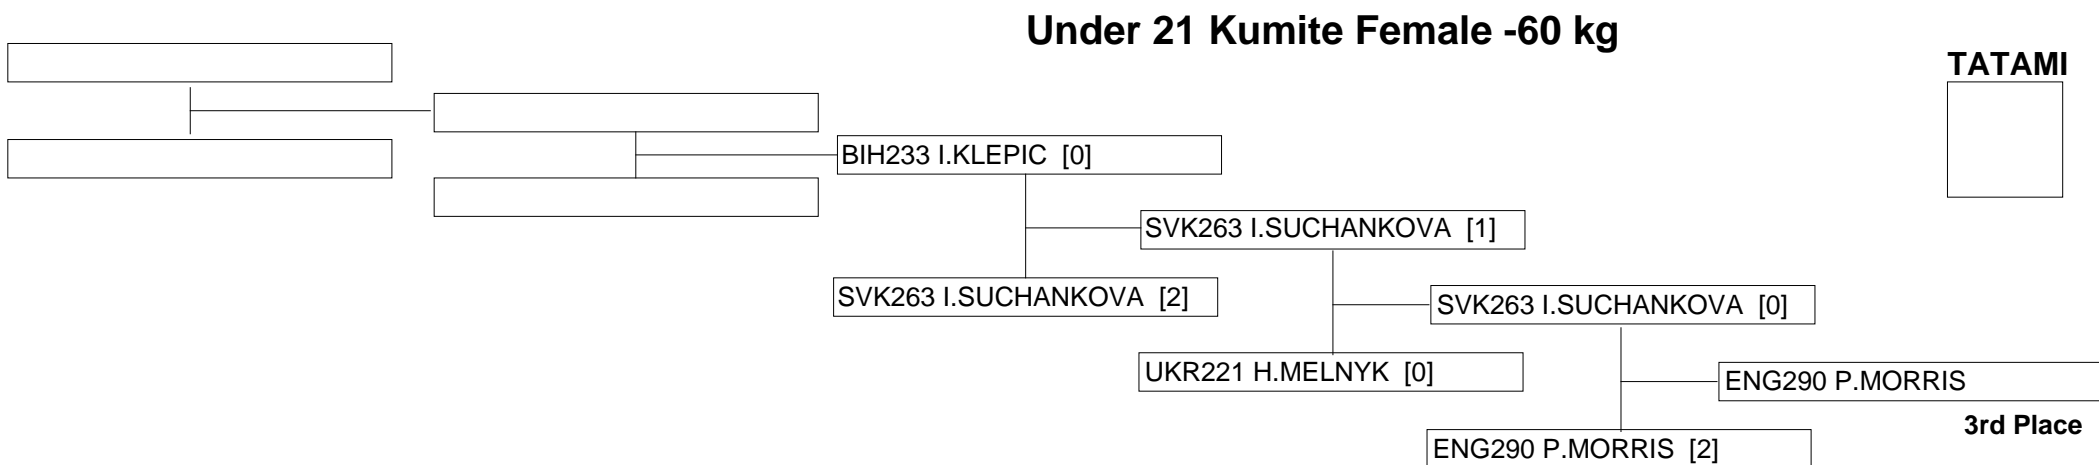 Under 21 Kumite Female -60 kg
TATAMI
BIH233 I.KLEPIC [0]
SVK263 I.SUCHANKOVA [1]
SVK263 I.SUCHANKOVA [2]
SVK263 I.SUCHANKOVA [0]
UKR221 H.MELNYK [0]
ENG290 P.MORRIS
3rd Place
ENG290 P.MORRIS [2]